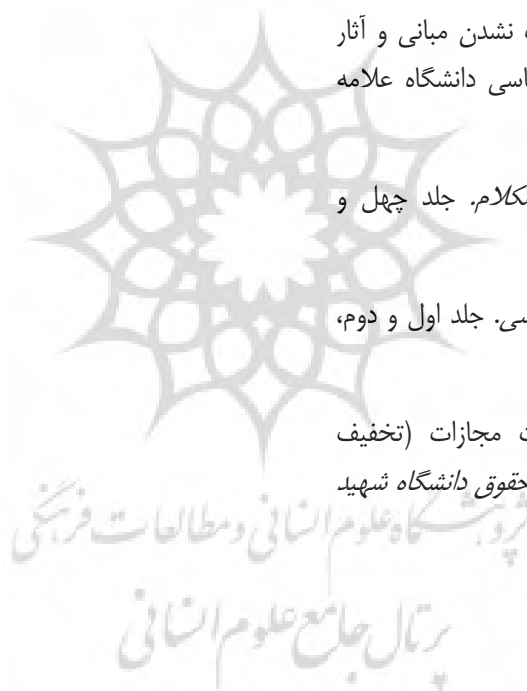 نشدن مبانی و آثار
اسی دانشگاه علامه
کلام. جلد چهل و
سی. جلد اول و دوم،
ت مجازات (تخفیف
حقوق دانشگاه شهید
پژوهشگاه علوم انسانی و مطالعات فرهنگی
پرتال جامع علوم انسانی